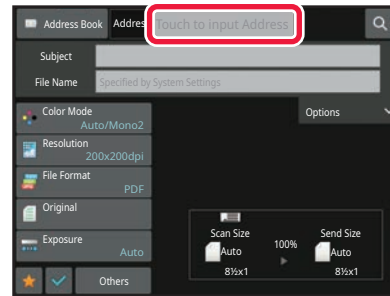 Address Book Addres Touch to input Address
Subject
File Name Specified by System Settings
Color Mode
Auto/Mono2
Options
Resolution
200x200dpi
File Format
PDF
Original
Exposure
Auto
Scan Size
Auto
8½x1
100%
Send Size
Auto
8½x1
Others